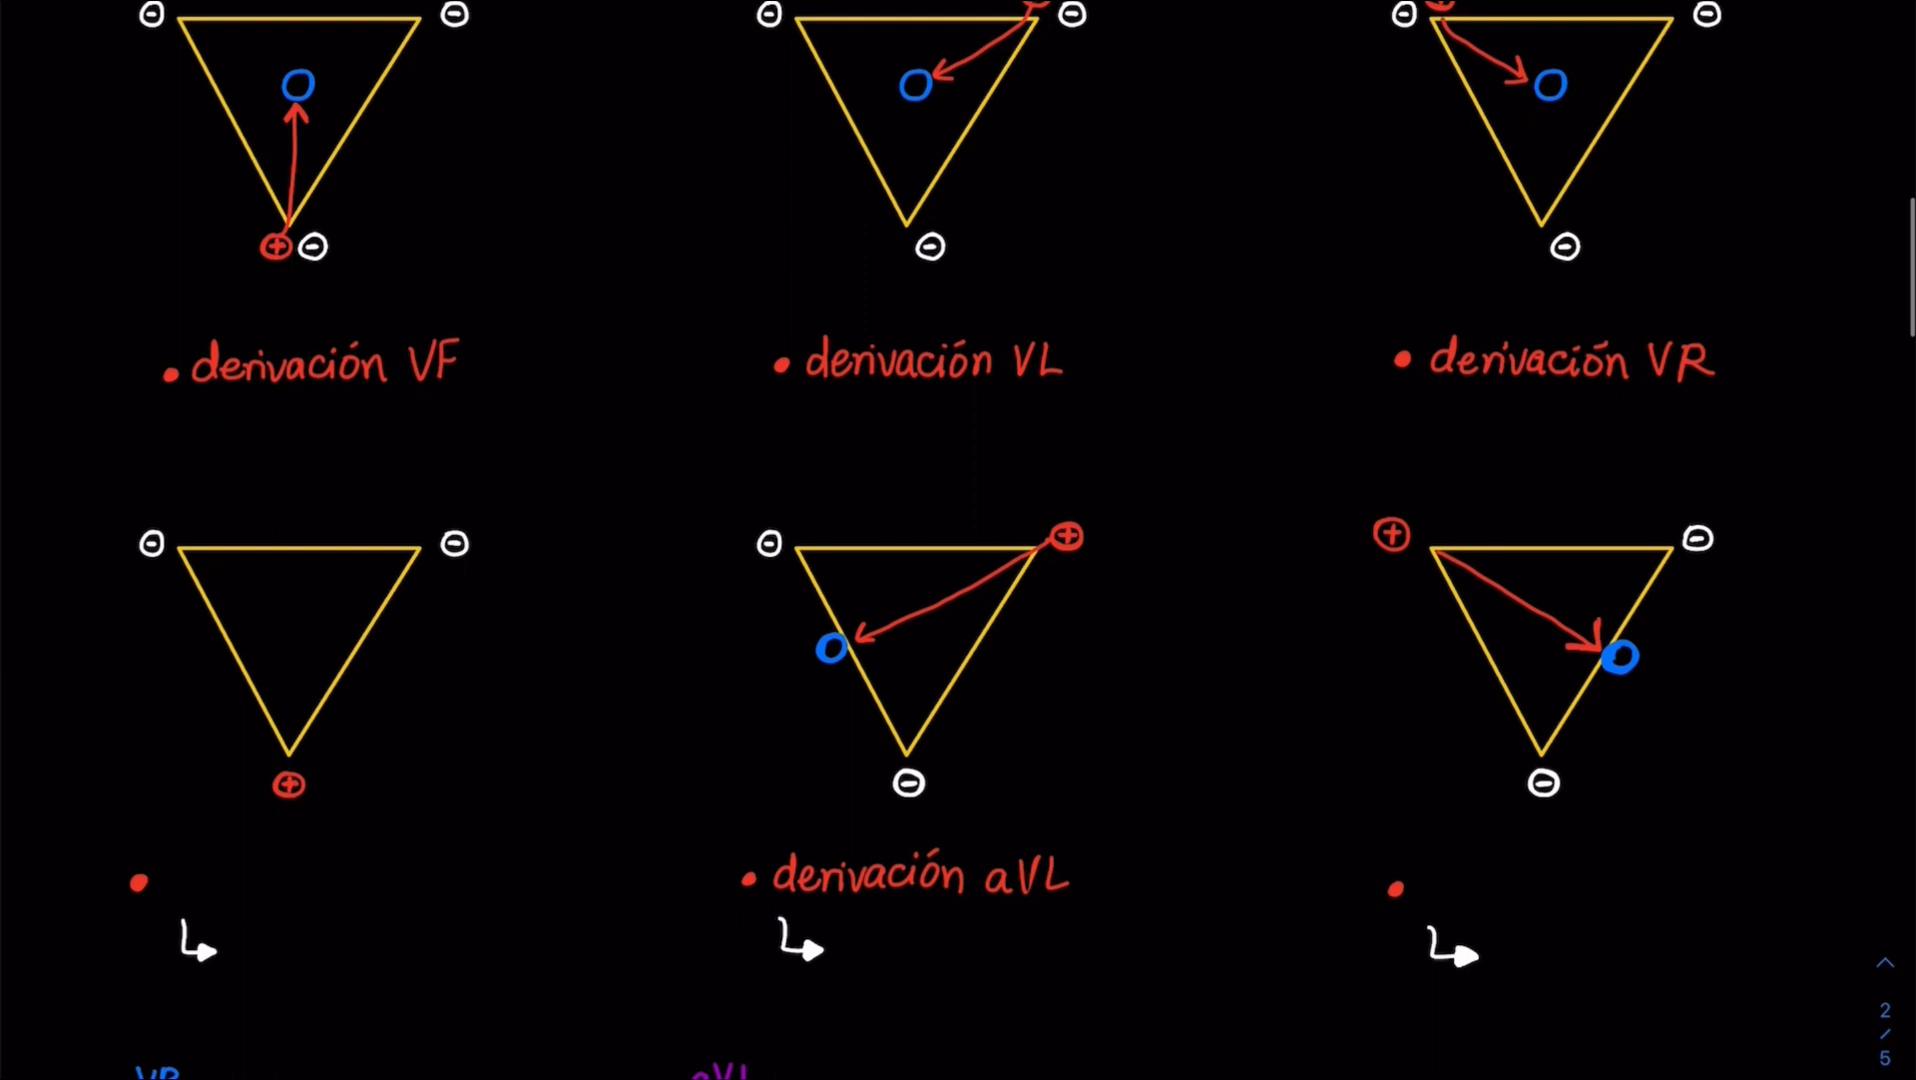 • derivación VF
• derivación VL
• derivación VR
• derivación aVL
2
/
5